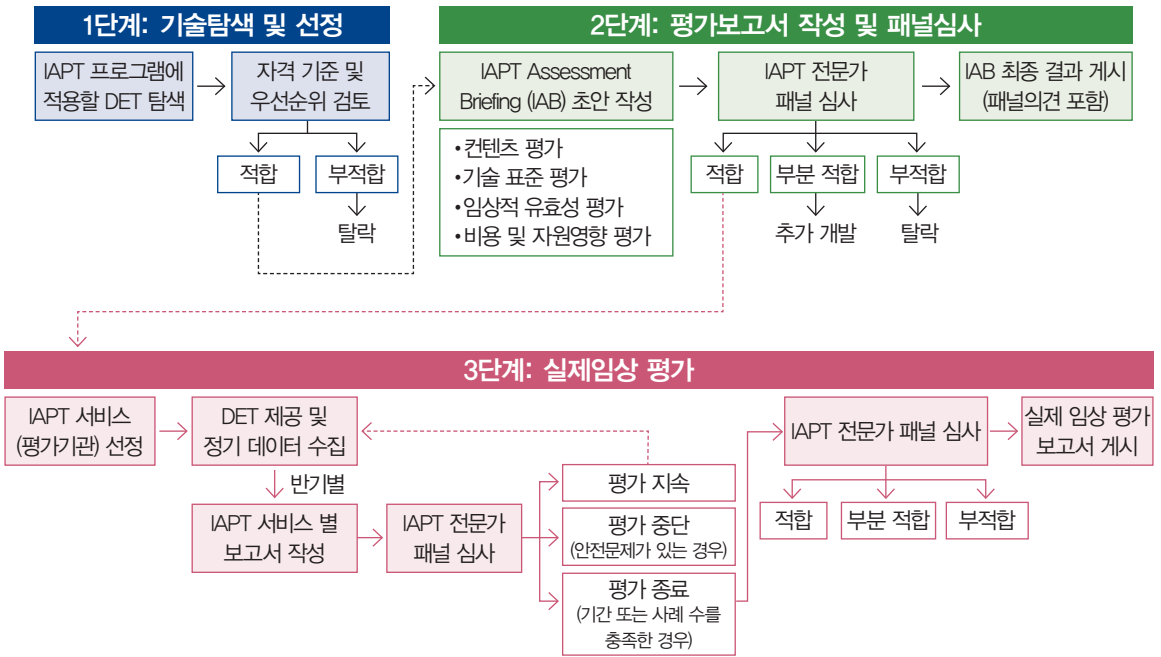 1단계: 기술탐색 및 선정
IAPT 프로그램에
적용할 DET 탐색
자격 기준 및
우선순위 검토
적합
부적합
탈락
2단계: 평가보고서 작성 및 패널심사
IAPT Assessment
Briefing (IAB) 초안 작성
•컨텐츠 평가
•기술 표준 평가
•임상적 유효성 평가
•비용 및 자원영향 평가
IAPT 전문가
패널 심사
적합
부분 적합
부적합
추가 개발
탈락
IAB 최종 결과 게시
(패널의견 포함)
3단계: 실제임상 평가
IAPT 서비스
(평가기관) 선정
DET 제공 및
정기 데이터 수집
반기별
IAPT 서비스 별
보고서 작성
IAPT 전문가
패널 심사
평가 지속
평가 중단
(안전문제가 있는 경우)
평가 종료
(기간 또는 사례 수를
충족한 경우)
IAPT 전문가 패널 심사
적합
부분 적합
부적합
실제 임상 평가
보고서 게시